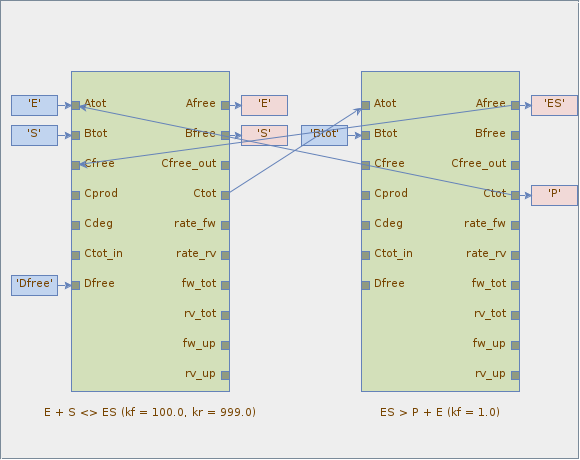 'E' Atot Afree 'E' Atot Afree 'ES'
'S' Btot Bfree 'S' 'Btot' Btot Bfree
Cfree Cfree_out Cfree Cfree_out
Cprod Ctot Cprod Ctot 'P'
Cdeg rate_fw Cdeg rate_fw
Ctot_in rate_rv Ctot_in rate_rv
'Dfree' Dfree fw_tot Dfree fw_tot
rv_tot rv_tot
fw_up fw_up
rv_up rv_up
E + S <> ES (kf = 100.0, kr = 999.0) ES > P + E (kf = 1.0)